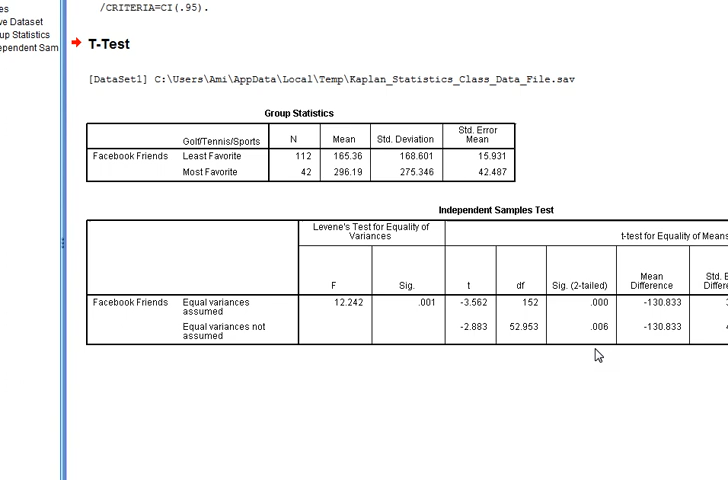 /CRITERIA=CI(.95).
es
ve Dataset
up Statistics
ependent Sam
T-Test
[DataSet1] C:\Users\Ami\AppData\Local\Temp\Kaplan_Statistics_Class_Data_File.sav
Group Statistics
Golf/Tennis/Sports N Mean Std. Deviation Std. Error Mean
Facebook Friends Least Favorite 112 165.36 168.601 15.931
Most Favorite 42 296.19 275.346 42.487
Independent Samples Test
Levene's Test for Equality of Variances t-test for Equality of Means
F Sig. t df Sig. (2-tailed) Mean Difference Std. E Differe
Facebook Friends Equal variances assumed 12.242 .001 -3.562 152 .000 -130.833 3
Equal variances not assumed -2.883 52.953 .006 -130.833 4